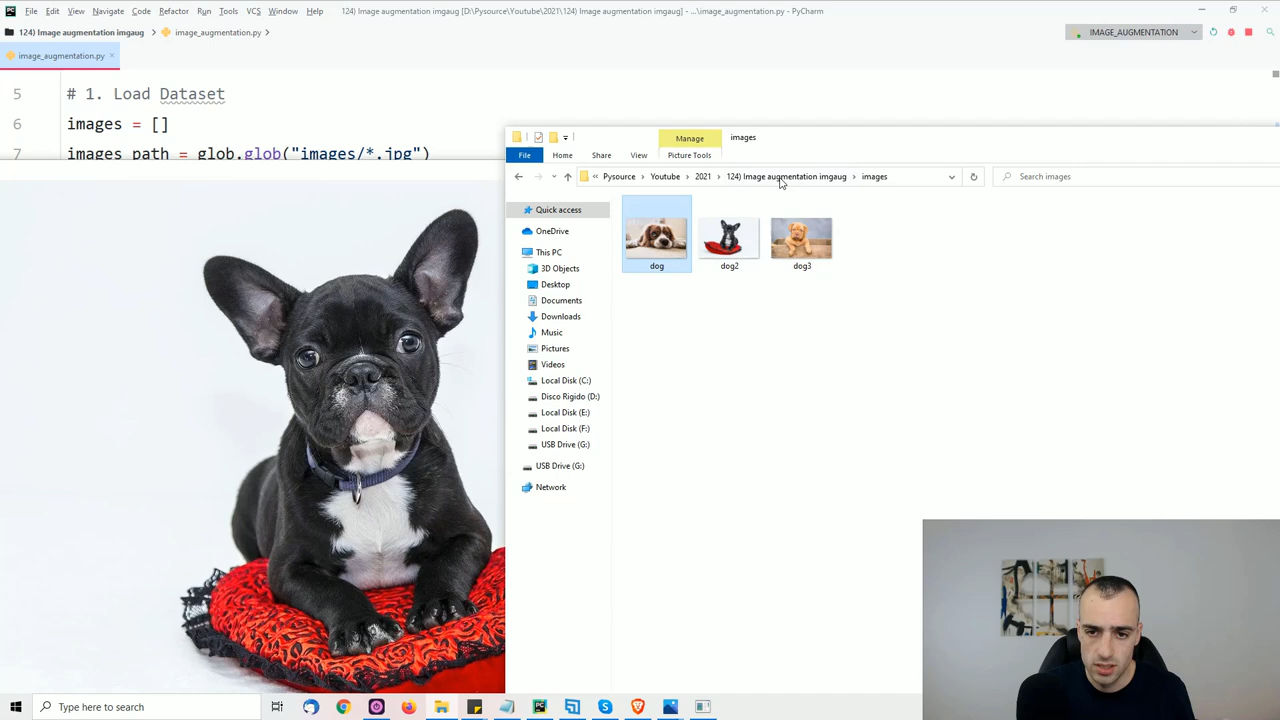 File Edit View Navigate Code Refactor Run Tools VCS Window Help 124) Image augmentation imgaug [D:\Pysource\Youtube\2021\124) Image augmentation imgaug] - ...\image_augmentation.py - PyCharm
124) Image augmentation imgaug image_augmentation.py IMAGE_AUGMENTATION
image_augmentation.py
5 # 1. Load Dataset
6 images = []
7 images_path = glob.glob("images/*.jpg")
Manage images
File Home Share View Picture Tools
« Pysource Youtube 2021 124) Image augmentation imgaug images Search images
Quick access
OneDrive
This PC
3D Objects
Desktop
Documents
Downloads
Music
Pictures
Videos
Local Disk (C:)
Disco Rigido (D:)
Local Disk (E:)
Local Disk (F:)
USB Drive (G:)
USB Drive (G:)
Network
dog dog2 dog3
Type here to search